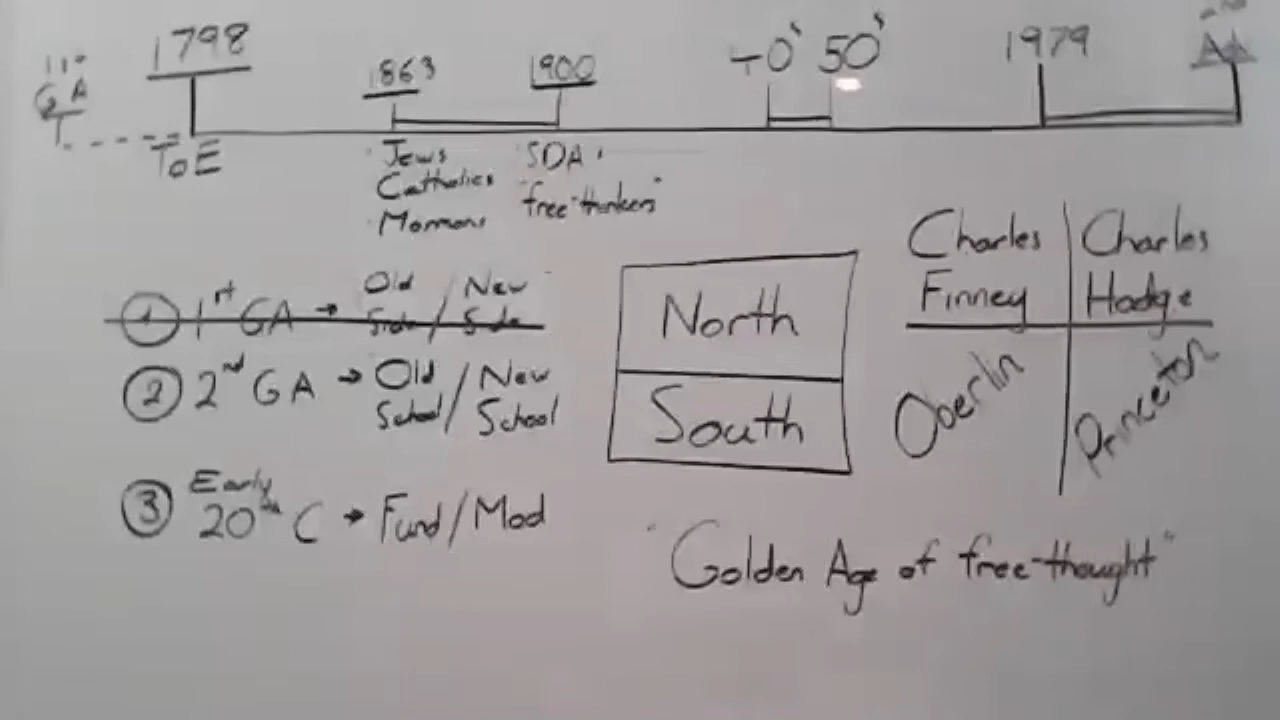 1798
GA
1863
1900
50's
1979
ToE
Jews
Catholics
Mormons
SDA
"free-thinkers"
① 1st GA → Old Side / New Side
② 2nd GA → Old School / New School
③ Early 20th C → Fund/Mod
North
South
Charles Finney
Charles Hodge
Oberlin
Princeton
"Golden Age of free-thought"